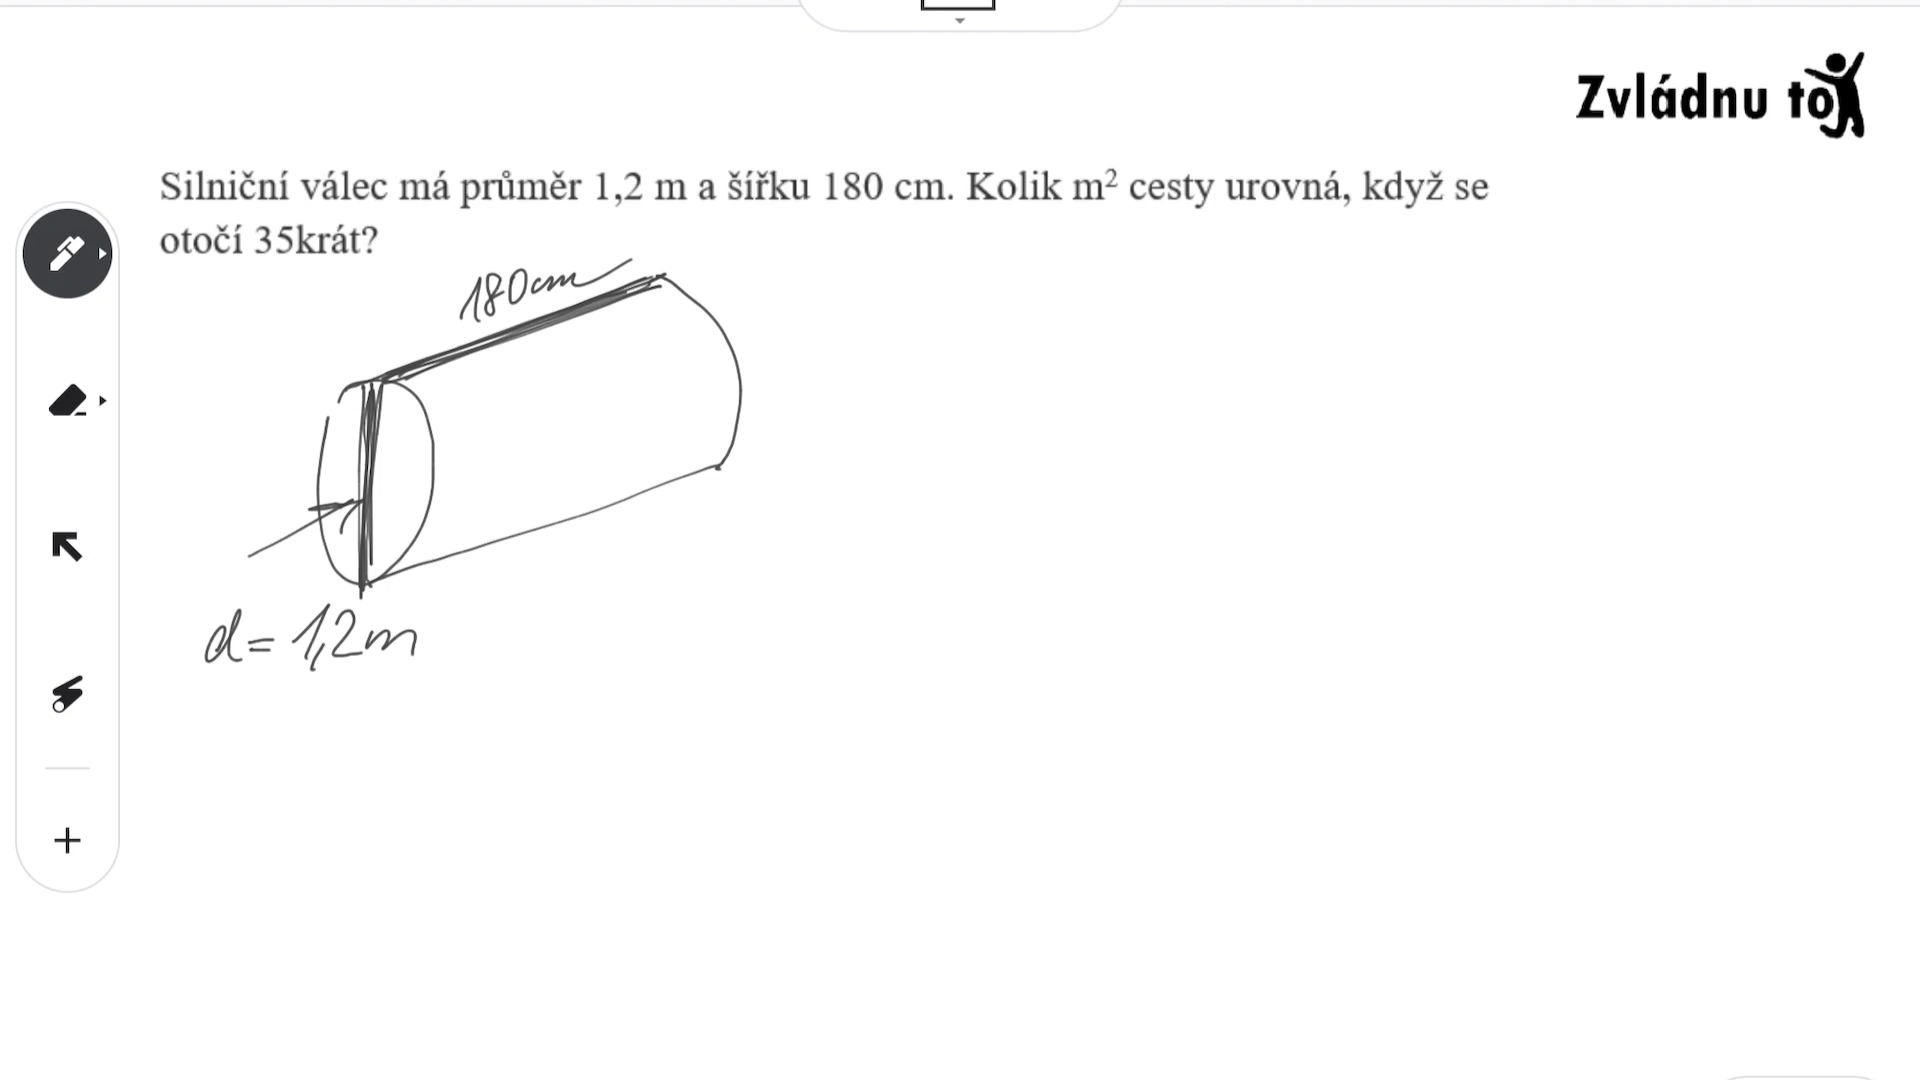 Zvládnu to
Silniční válec má průměr 1,2 m a šířku 180 cm. Kolik m² cesty urovná, když se
otočí 35krát?
180cm
d= 1,2m